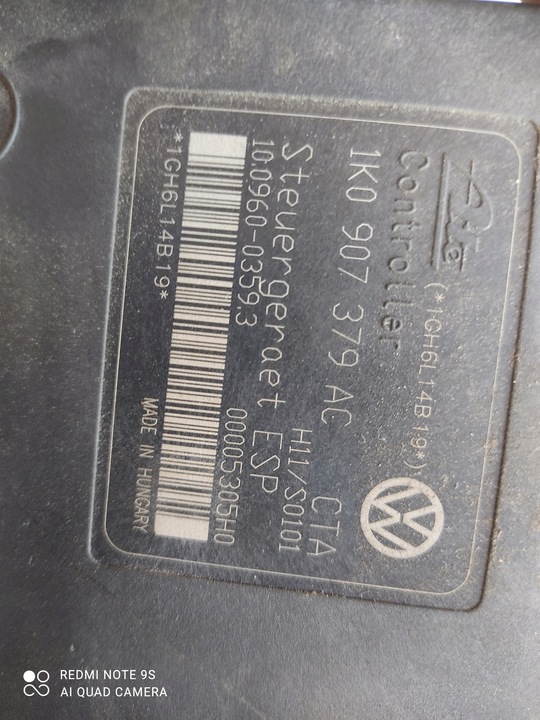 Ate (*1GH6L14B19*)
Controller
1K0 907 379 AC CTA
H11/S0101
Steuergeraet ESP
10.0960-0359.3 00005305H0
*1GH6L14B19* MADE IN HUNGARY
REDMI NOTE 9S
AI QUAD CAMERA